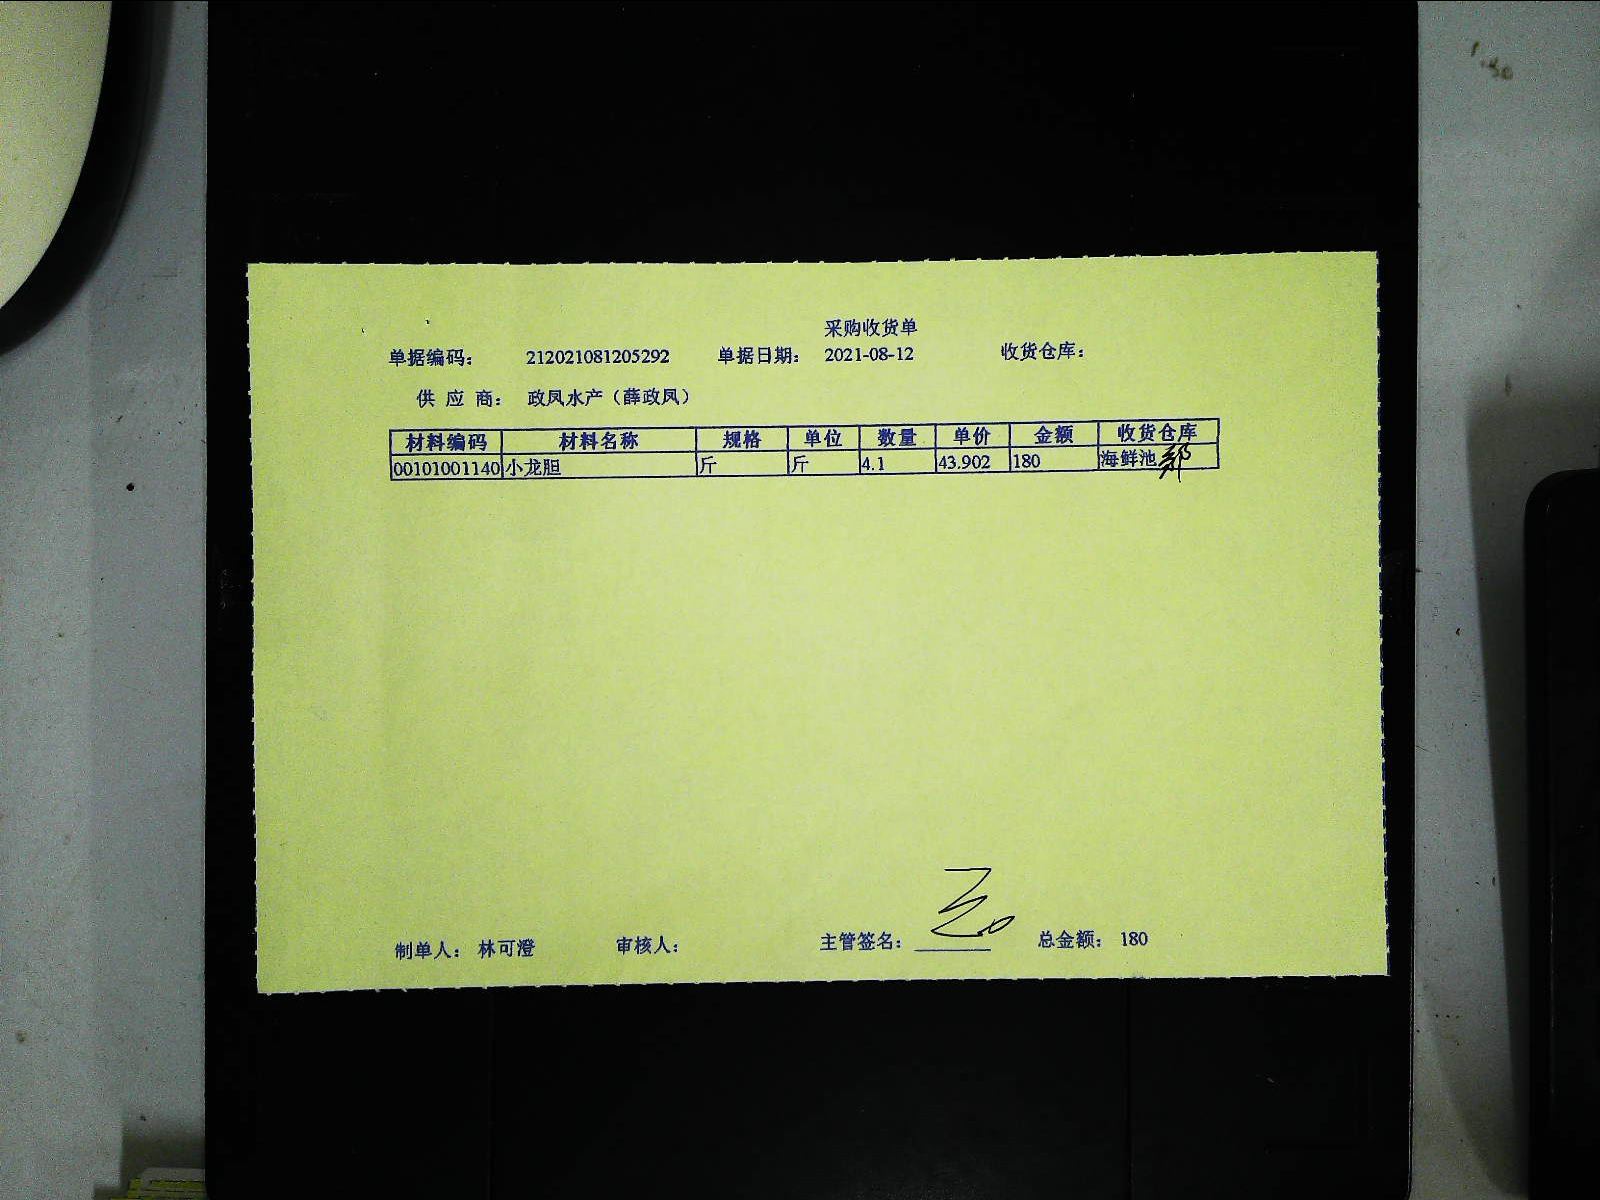 采购收货单
单据编码： 212021081205292 单据日期： 2021-08-12 收货仓库：
供 应 商： 政凤水产（薛政凤）
材料编码 材料名称 规格 单位 数量 单价 金额 收货仓库
00101001140 小龙胆 斤 斤 4.1 43.902 180 海鲜池
制单人： 林可澄 审核人： 主管签名： 总金额： 180